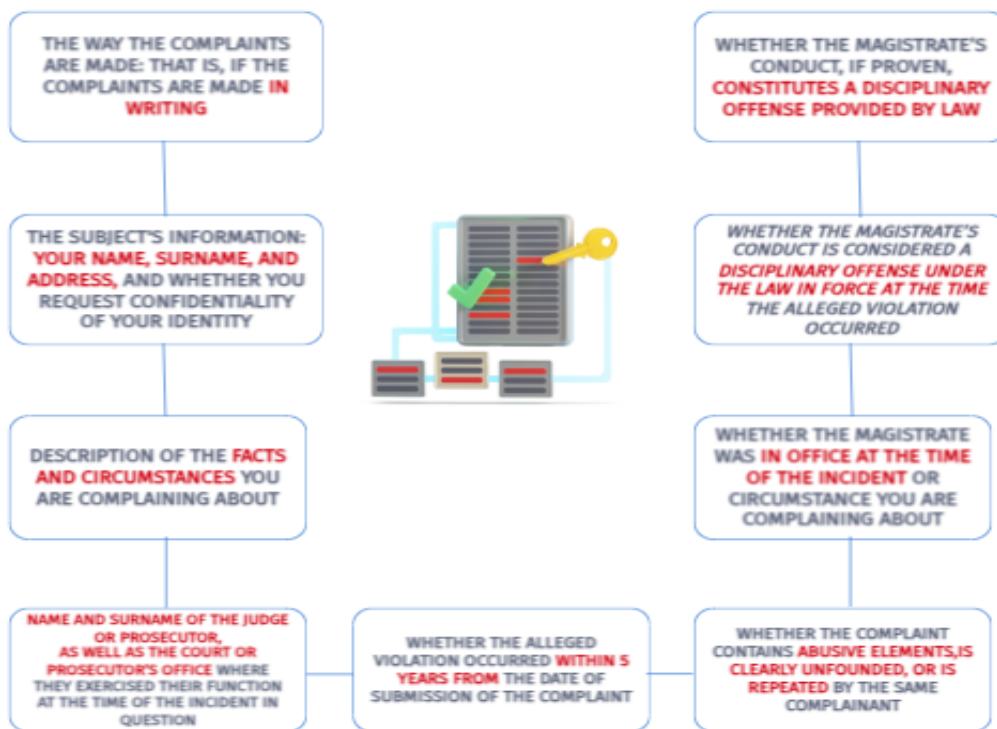 THE WAY THE COMPLAINTS
ARE MADE: THAT IS, IF THE
COMPLAINTS ARE MADE IN
WRITING
THE SUBJECT'S INFORMATION:
YOUR NAME, SURNAME, AND
ADDRESS, AND WHETHER YOU
REQUEST CONFIDENTIALITY
OF YOUR IDENTITY
DESCRIPTION OF THE FACTS
AND CIRCUMSTANCES YOU
ARE COMPLAINING ABOUT
NAME AND SURNAME OF THE JUDGE
OR PROSECUTOR,
AS WELL AS THE COURT OR
PROSECUTOR'S OFFICE WHERE
THEY EXERCISED THEIR FUNCTION
AT THE TIME OF THE INCIDENT IN
QUESTION
WHETHER THE ALLEGED
VIOLATION OCCURRED WITHIN 5
YEARS FROM THE DATE OF
SUBMISSION OF THE COMPLAINT
WHETHER THE COMPLAINT
CONTAINS ABUSIVE ELEMENTS,IS
CLEARLY UNFOUNDED, OR IS
REPEATED BY THE SAME
COMPLAINANT
WHETHER THE MAGISTRATE
WAS IN OFFICE AT THE TIME
OF THE INCIDENT OR
CIRCUMSTANCE YOU ARE
COMPLAINING ABOUT
WHETHER THE MAGISTRATE'S
CONDUCT IS CONSIDERED A
DISCIPLINARY OFFENSE UNDER
THE LAW IN FORCE AT THE TIME
THE ALLEGED VIOLATION
OCCURRED
WHETHER THE MAGISTRATE'S
CONDUCT, IF PROVEN,
CONSTITUTES A DISCIPLINARY
OFFENSE PROVIDED BY LAW